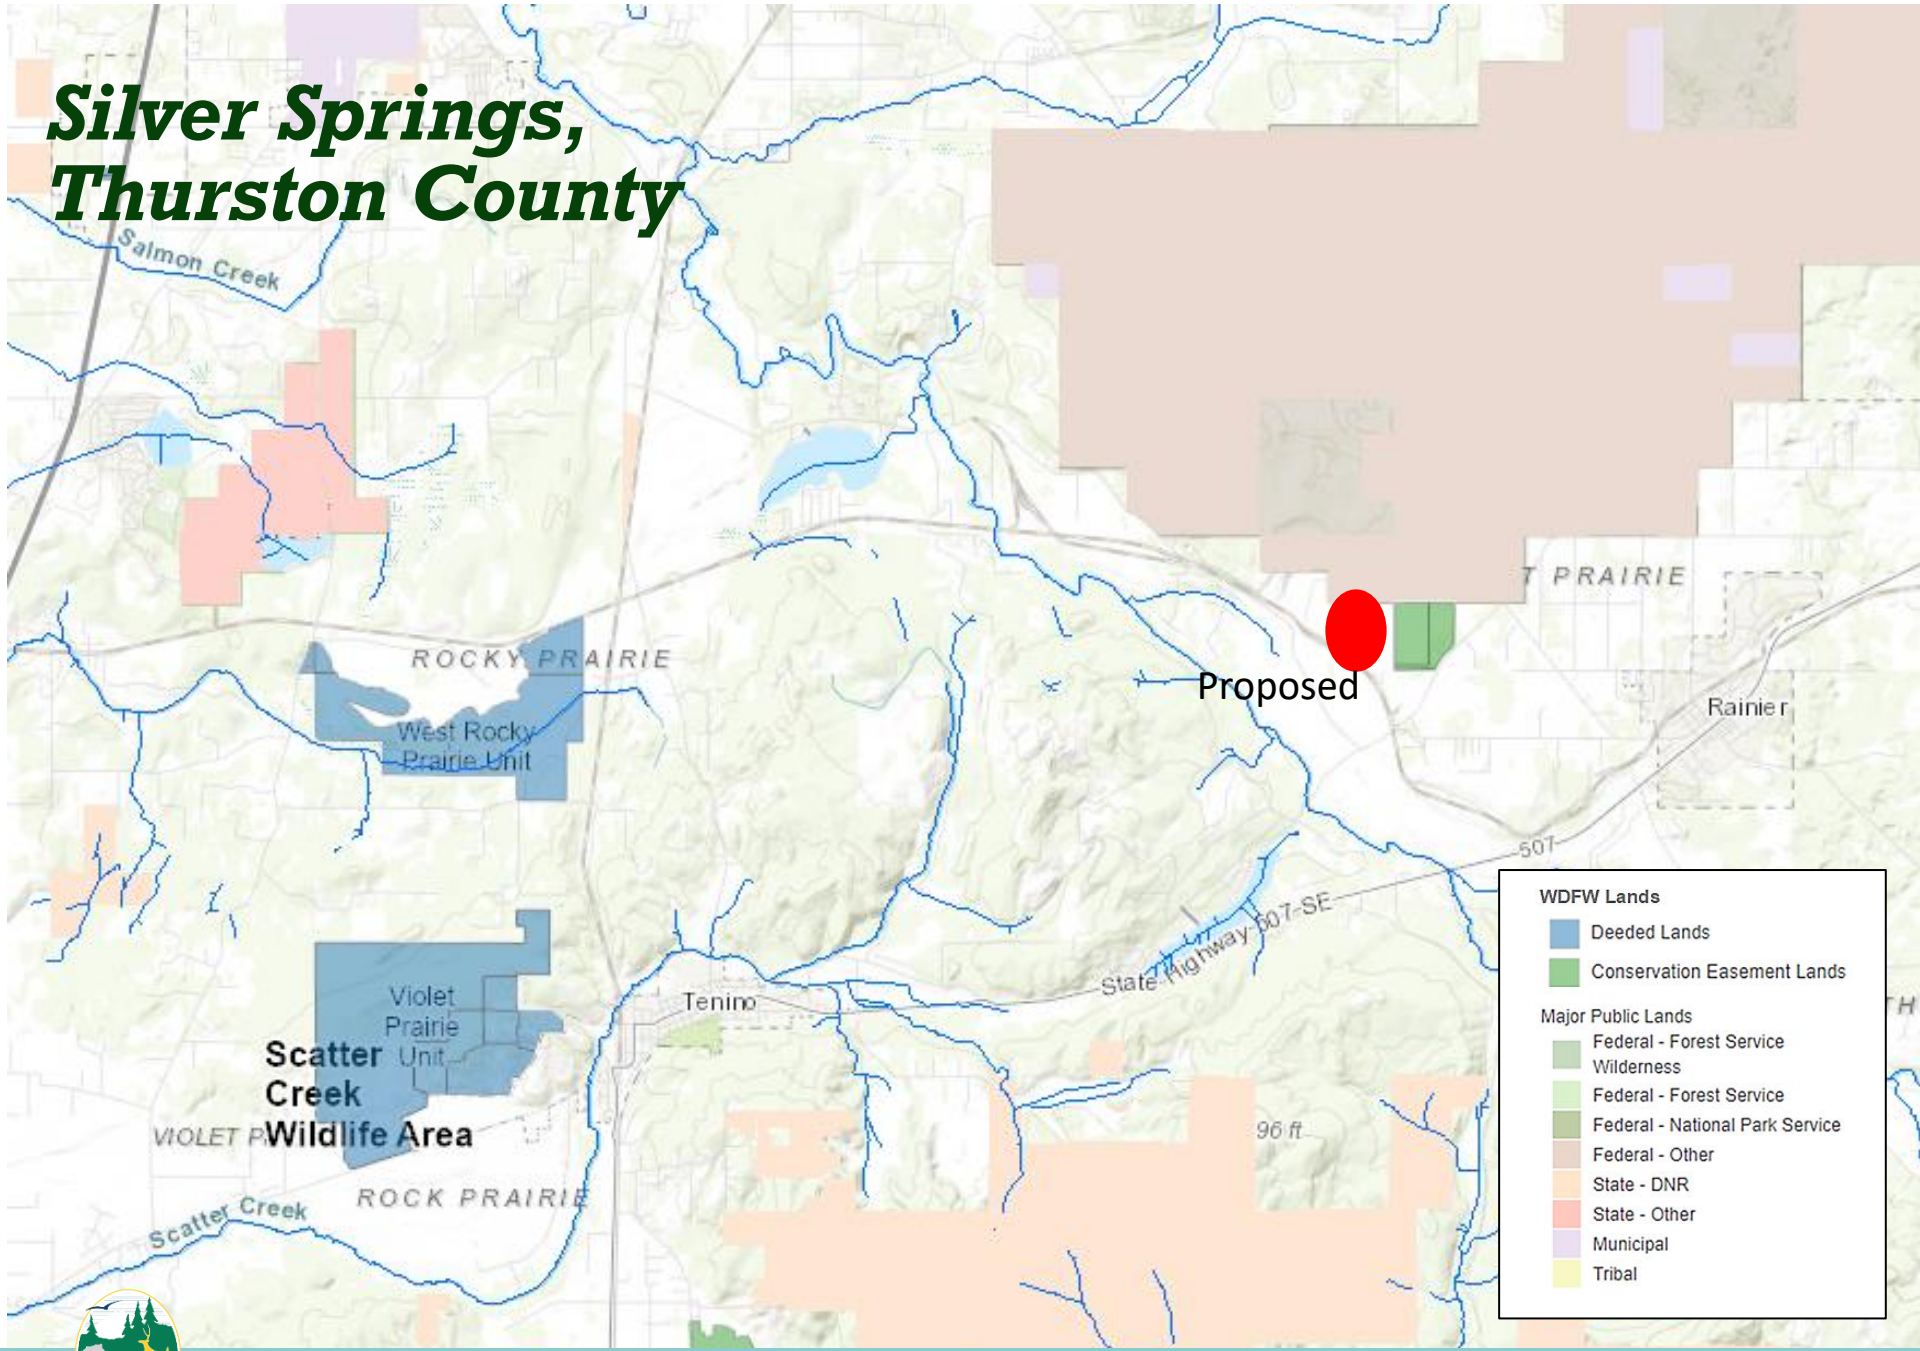 Silver Springs,
Thurston County
Salmon Creek
T PRAIRIE
ROCKY PRAIRIE
Proposed
Rainier
West Rocky
Prairie Unit
507
State Highway 507 SE
Tenino
Violet
Prairie
Unit
Scatter
Creek
Wildlife Area
VIOLET P
ROCK PRAIRIE
Scatter Creek
96 ft
TH
WDFW Lands
Deeded Lands
Conservation Easement Lands
Major Public Lands
Federal - Forest Service
Wilderness
Federal - Forest Service
Federal - National Park Service
Federal - Other
State - DNR
State - Other
Municipal
Tribal